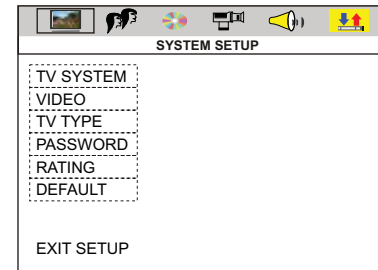 SYSTEM SETUP
TV SYSTEM
VIDEO
TV TYPE
PASSWORD
RATING
DEFAULT
EXIT SETUP